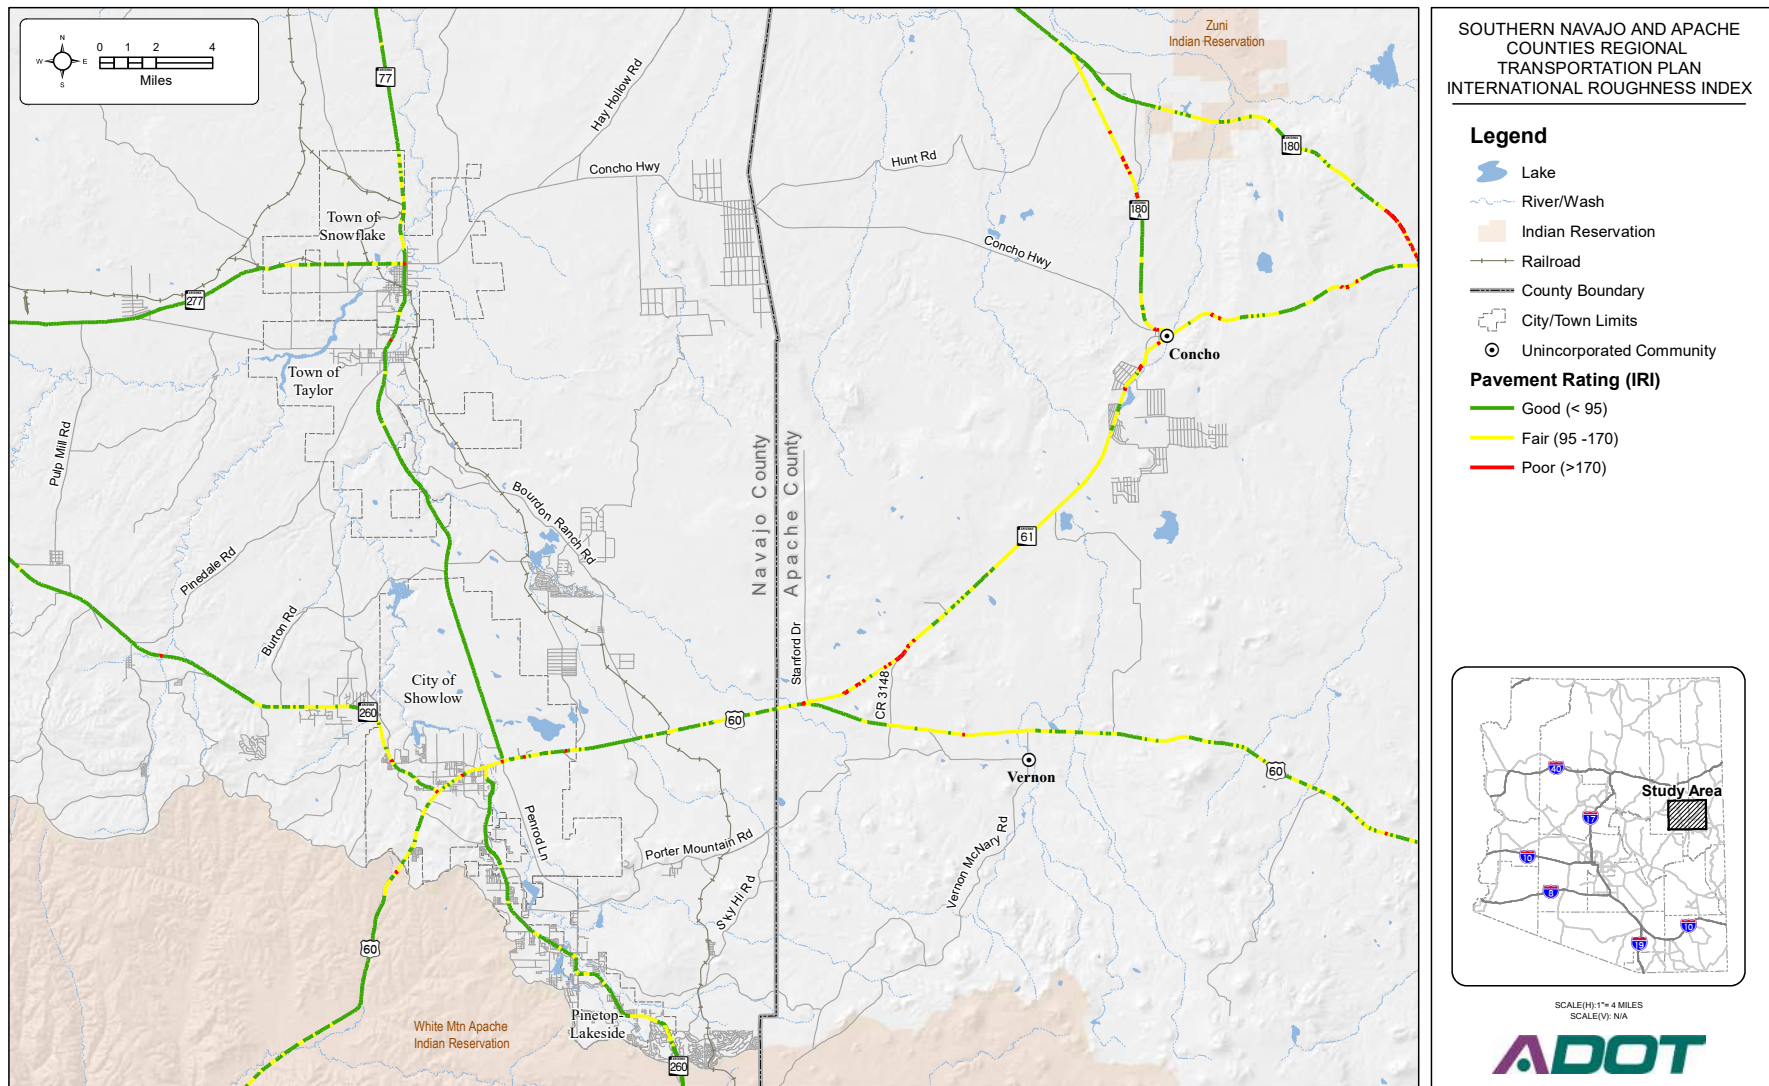 SOUTHERN NAVAJO AND APACHE
COUNTIES REGIONAL
TRANSPORTATION PLAN
INTERNATIONAL ROUGHNESS INDEX
Legend
Lake
River/Wash
Indian Reservation
Railroad
County Boundary
City/Town Limits
Unincorporated Community
Pavement Rating (IRI)
Good (< 95)
Fair (95 -170)
Poor (>170)
N
W
E
S
0 1 2 4
Miles
77
Hay Hollow Rd
Zuni
Indian Reservation
180
Concho Hwy
Hunt Rd
Town of
Snowflake
180
A
Concho Hwy
277
Concho
Town of
Taylor
Pulp Mill Rd
Navajo County
Apache County
Bourdon Ranch Rd
61
Pinedale Rd
Burton Rd
Stanford Dr
City of
Showlow
CR 3148
260
60
60
Vernon
Penrod Ln
Porter Mountain Rd
Vernon McNary Rd
Sky Hi Rd
60
White Mtn Apache
Indian Reservation
Pinetop-
Lakeside
260
40
Study Area
17
10
8
10
19
SCALE(H):1"= 4 MILES
SCALE(V): N/A
ADOT